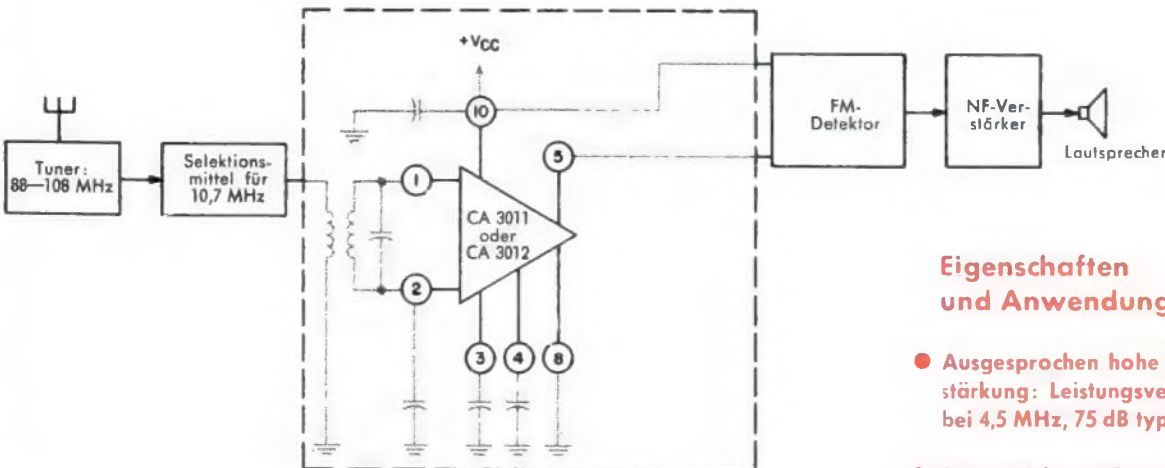 +VCC
10
FM-
Detektor
NF-Ver-
stärker
Lautsprecher
Tuner:
88—108 MHz
Selektions-
mittel für
10,7 MHz
1
5
CA 3011
oder
CA 3012
2
3
4
8
Eigenschaften
und Anwendung
● Ausgesprochen hohe
stärkung: Leistungsve
bei 4,5 MHz, 75 dB typ